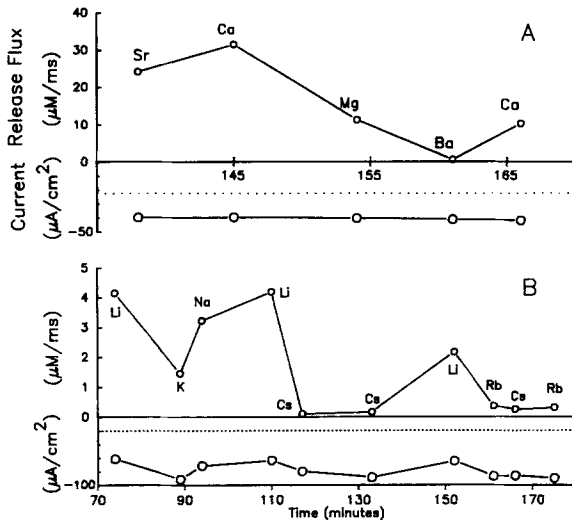 A
Release Flux
(μM/ms)
40
30
20
10
0
Sr
Ca
Mg
Ba
Ca
145
155
165
Current
(μA/cm²)
-50
B
(μM/ms)
5
4
3
2
1
0
Li
K
Na
Li
Cs
Cs
Li
Rb
Cs
Rb
(μA/cm²)
-100
70
90
110
130
150
170
Time (minutes)